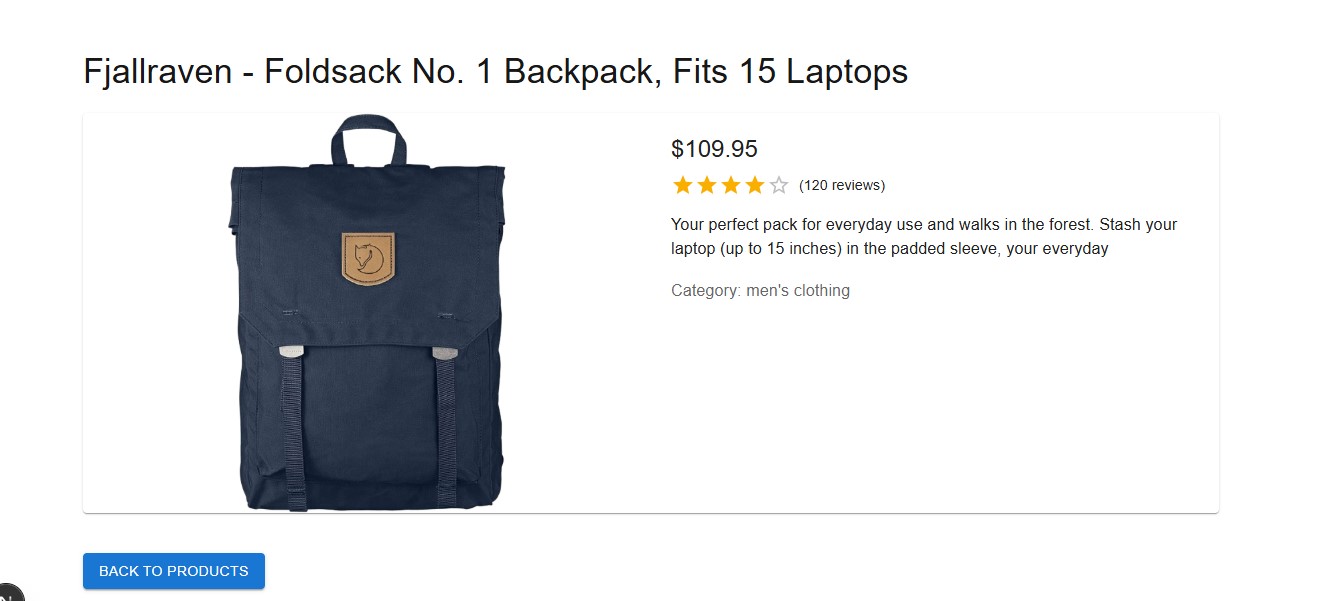 Fjallraven - Foldsack No. 1 Backpack, Fits 15 Laptops
$109.95
(120 reviews)
Your perfect pack for everyday use and walks in the forest. Stash your
laptop (up to 15 inches) in the padded sleeve, your everyday
Category: men's clothing
BACK TO PRODUCTS